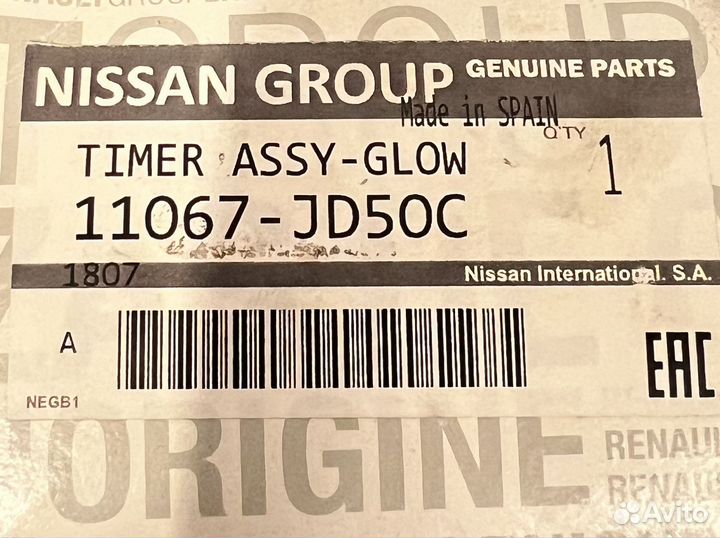 NISSAN GROUP GENUINE PARTS
Made in SPAIN
Q'TY
TIMER ASSY-GLOW 1
11067-JD50C
1807
Nissan International. S.A.
A
EAC
NEGB1
ORIGINE
RENAUL
RENAU
Avito